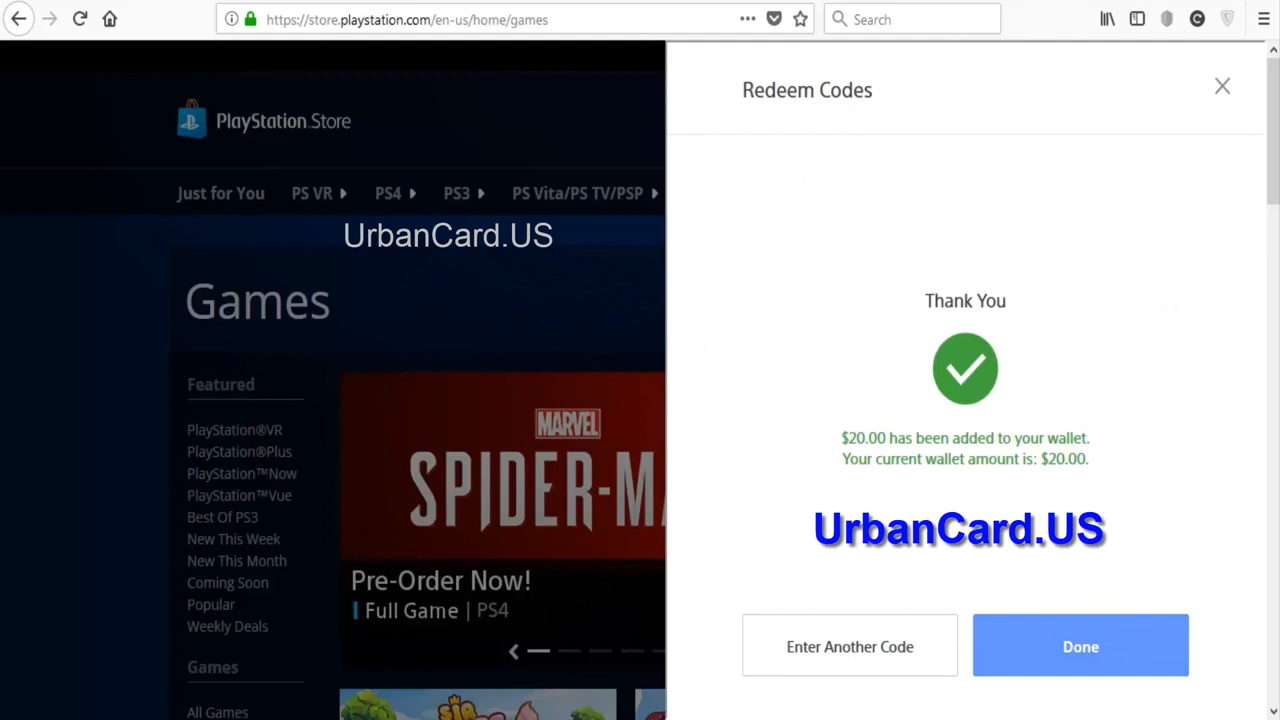 https://store.playstation.com/en-us/home/games
Search
PlayStation.Store
Just for You
PS VR
PS4
PS3
PS Vita/PS TV/PSP
UrbanCard.US
Games
Featured
PlayStation®VR
PlayStation®Plus
PlayStation™Now
PlayStation™Vue
Best Of PS3
New This Week
New This Month
Coming Soon
Popular
Weekly Deals
Games
All Games
MARVEL
SPIDER-MA
Pre-Order Now!
Full Game | PS4
SIR
Redeem Codes
Thank You
$20.00 has been added to your wallet.
Your current wallet amount is: $20.00.
UrbanCard.US
Enter Another Code
Done